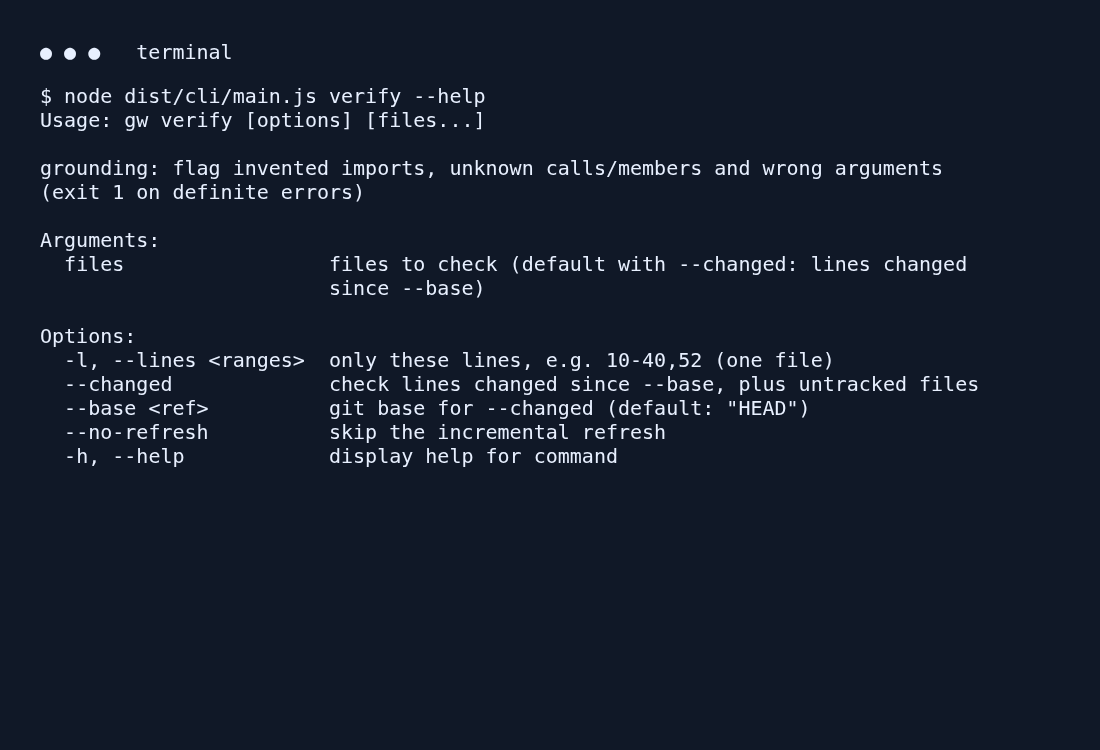 ● ● ●   terminal
$ node dist/cli/main.js verify --help
Usage: gw verify [options] [files...]

grounding: flag invented imports, unknown calls/members and wrong arguments
(exit 1 on definite errors)

Arguments:
  files                 files to check (default with --changed: lines changed
                        since --base)

Options:
  -l, --lines <ranges>  only these lines, e.g. 10-40,52 (one file)
  --changed             check lines changed since --base, plus untracked files
  --base <ref>          git base for --changed (default: "HEAD")
  --no-refresh          skip the incremental refresh
  -h, --help            display help for command